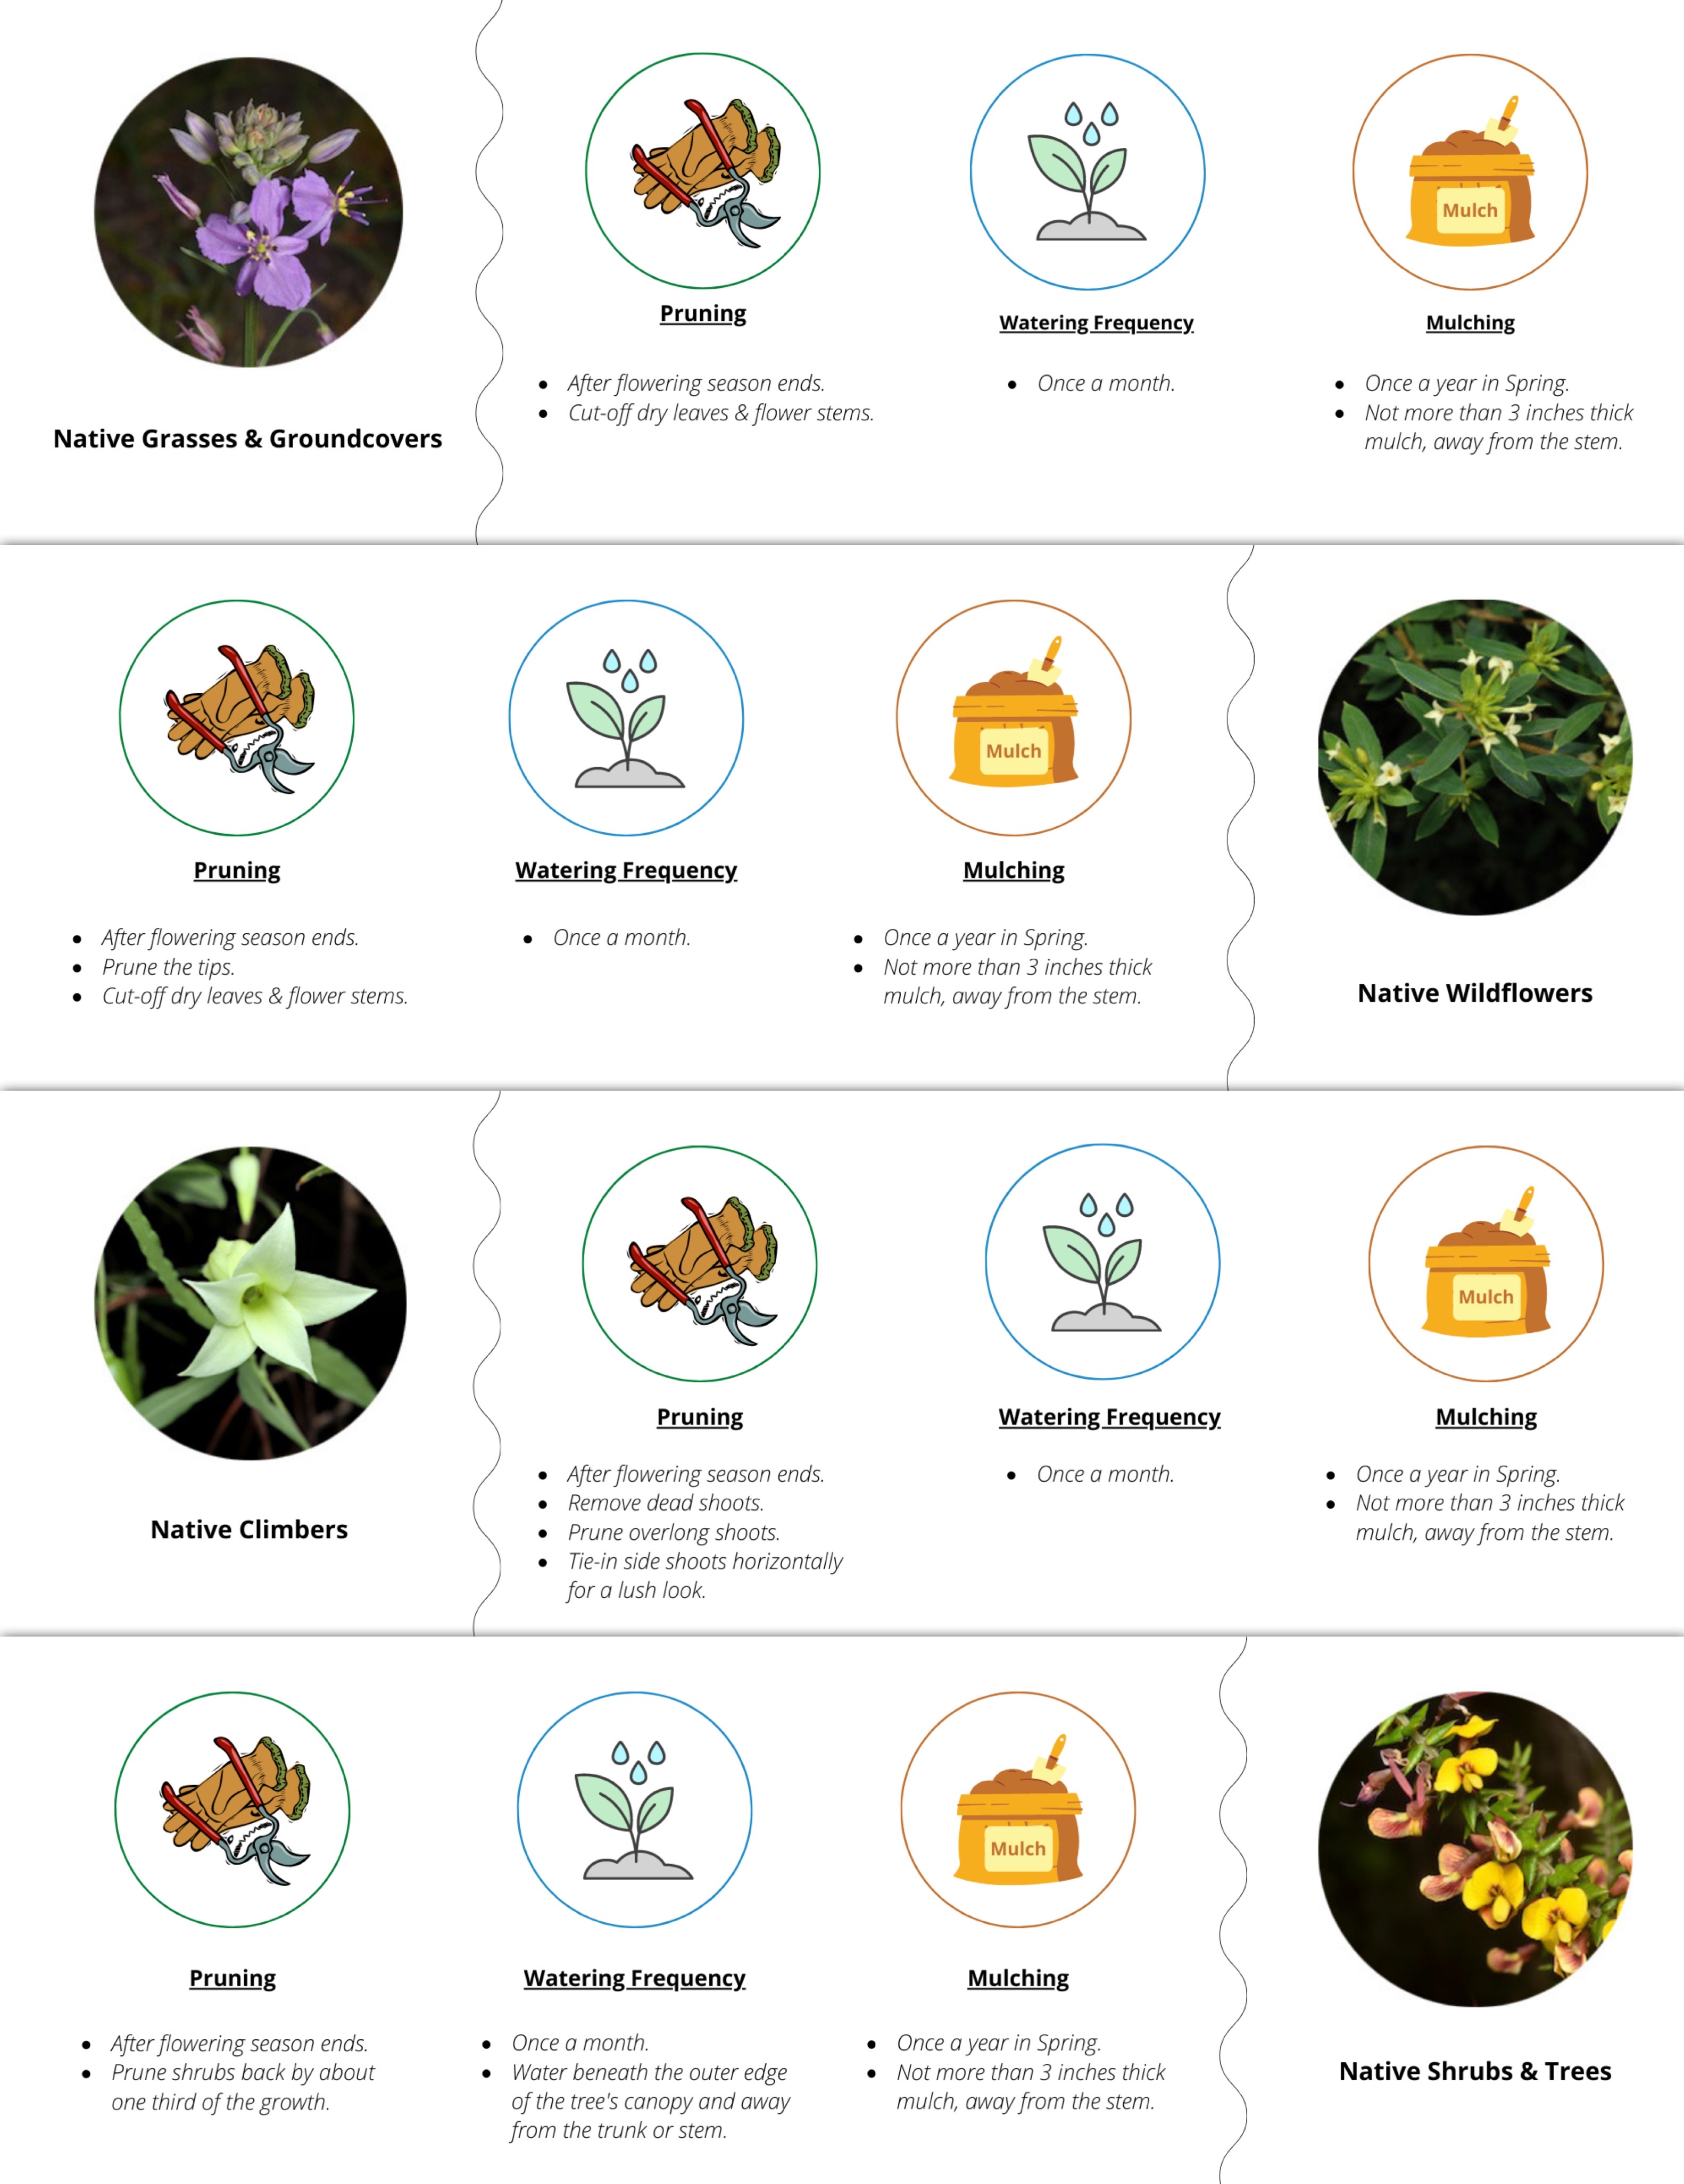 Mulch
Pruning
Watering Frequency
Mulching
After flowering season ends.
Cut-off dry leaves & flower stems.
Once a month.
Once a year in Spring.
Not more than 3 inches thick
mulch, away from the stem.
Native Grasses & Groundcovers
Mulch
Pruning
Watering Frequency
Mulching
After flowering season ends.
Prune the tips.
Cut-off dry leaves & flower stems.
Once a month.
Once a year in Spring.
Not more than 3 inches thick
mulch, away from the stem.
Native Wildflowers
Mulch
Pruning
Watering Frequency
Mulching
After flowering season ends.
Remove dead shoots.
Prune overlong shoots.
Tie-in side shoots horizontally
for a lush look.
Once a month.
Once a year in Spring.
Not more than 3 inches thick
mulch, away from the stem.
Native Climbers
Mulch
Pruning
Watering Frequency
Mulching
After flowering season ends.
Prune shrubs back by about
one third of the growth.
Once a month.
Water beneath the outer edge
of the tree's canopy and away
from the trunk or stem.
Once a year in Spring.
Not more than 3 inches thick
mulch, away from the stem.
Native Shrubs & Trees